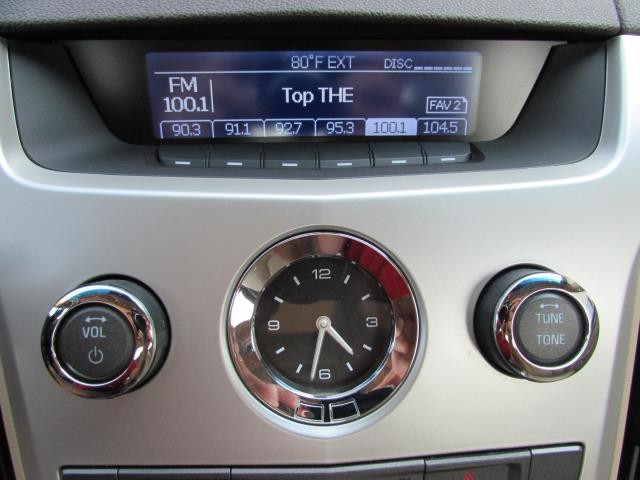 80°F EXT DISC_ _ _ _ _ _
FM
100.1
Top THE
FAV 2
90.3 91.1 92.7 95.3 100.1 104.5
12
9 3
6
VOL
TUNE
TONE